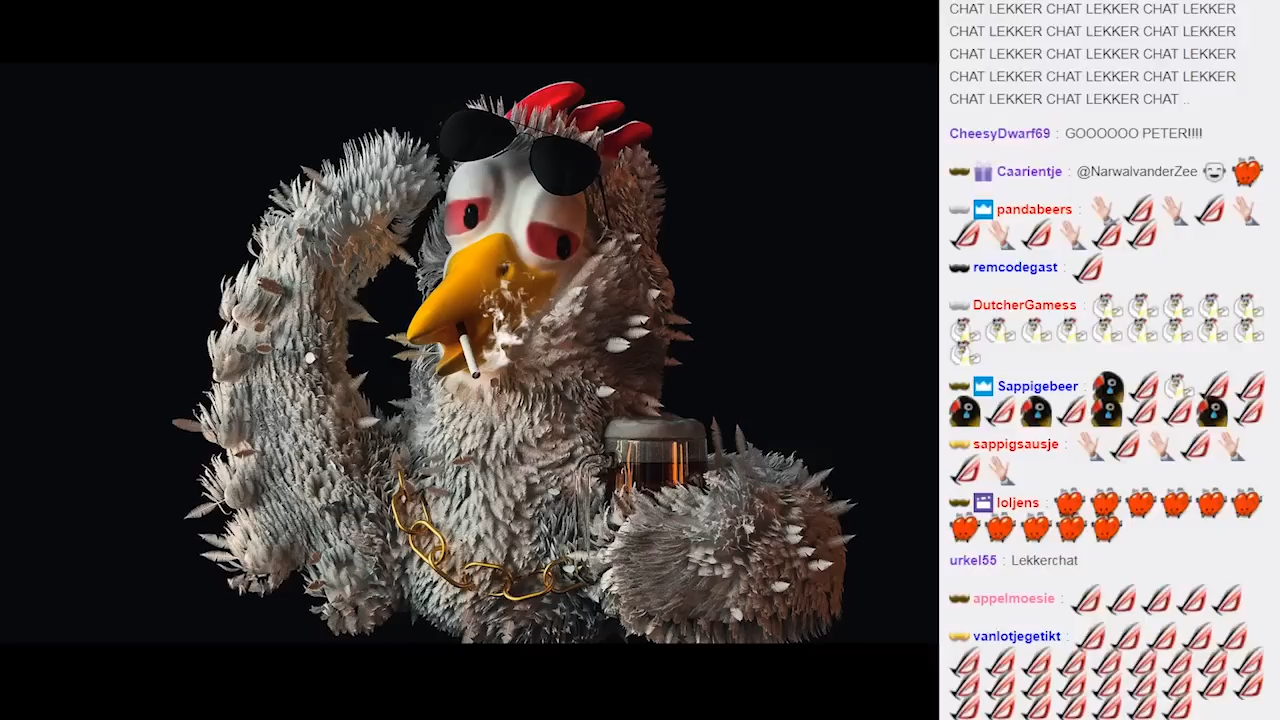 CHAT LEKKER CHAT LEKKER CHAT LEKKER
CHAT LEKKER CHAT LEKKER CHAT LEKKER
CHAT LEKKER CHAT LEKKER CHAT LEKKER
CHAT LEKKER CHAT LEKKER CHAT LEKKER
CHAT LEKKER CHAT LEKKER CHAT ..
CheesyDwarf69 : GOOOOOO PETER!!!!
Caarientje : @NarwalvanderZee
pandabeers :
remcodegast :
DutcherGamess :
Sappigebeer :
sappigsausje :
loljens :
urkel55 : Lekkerchat
appelmoesie :
vanlotjegetikt :